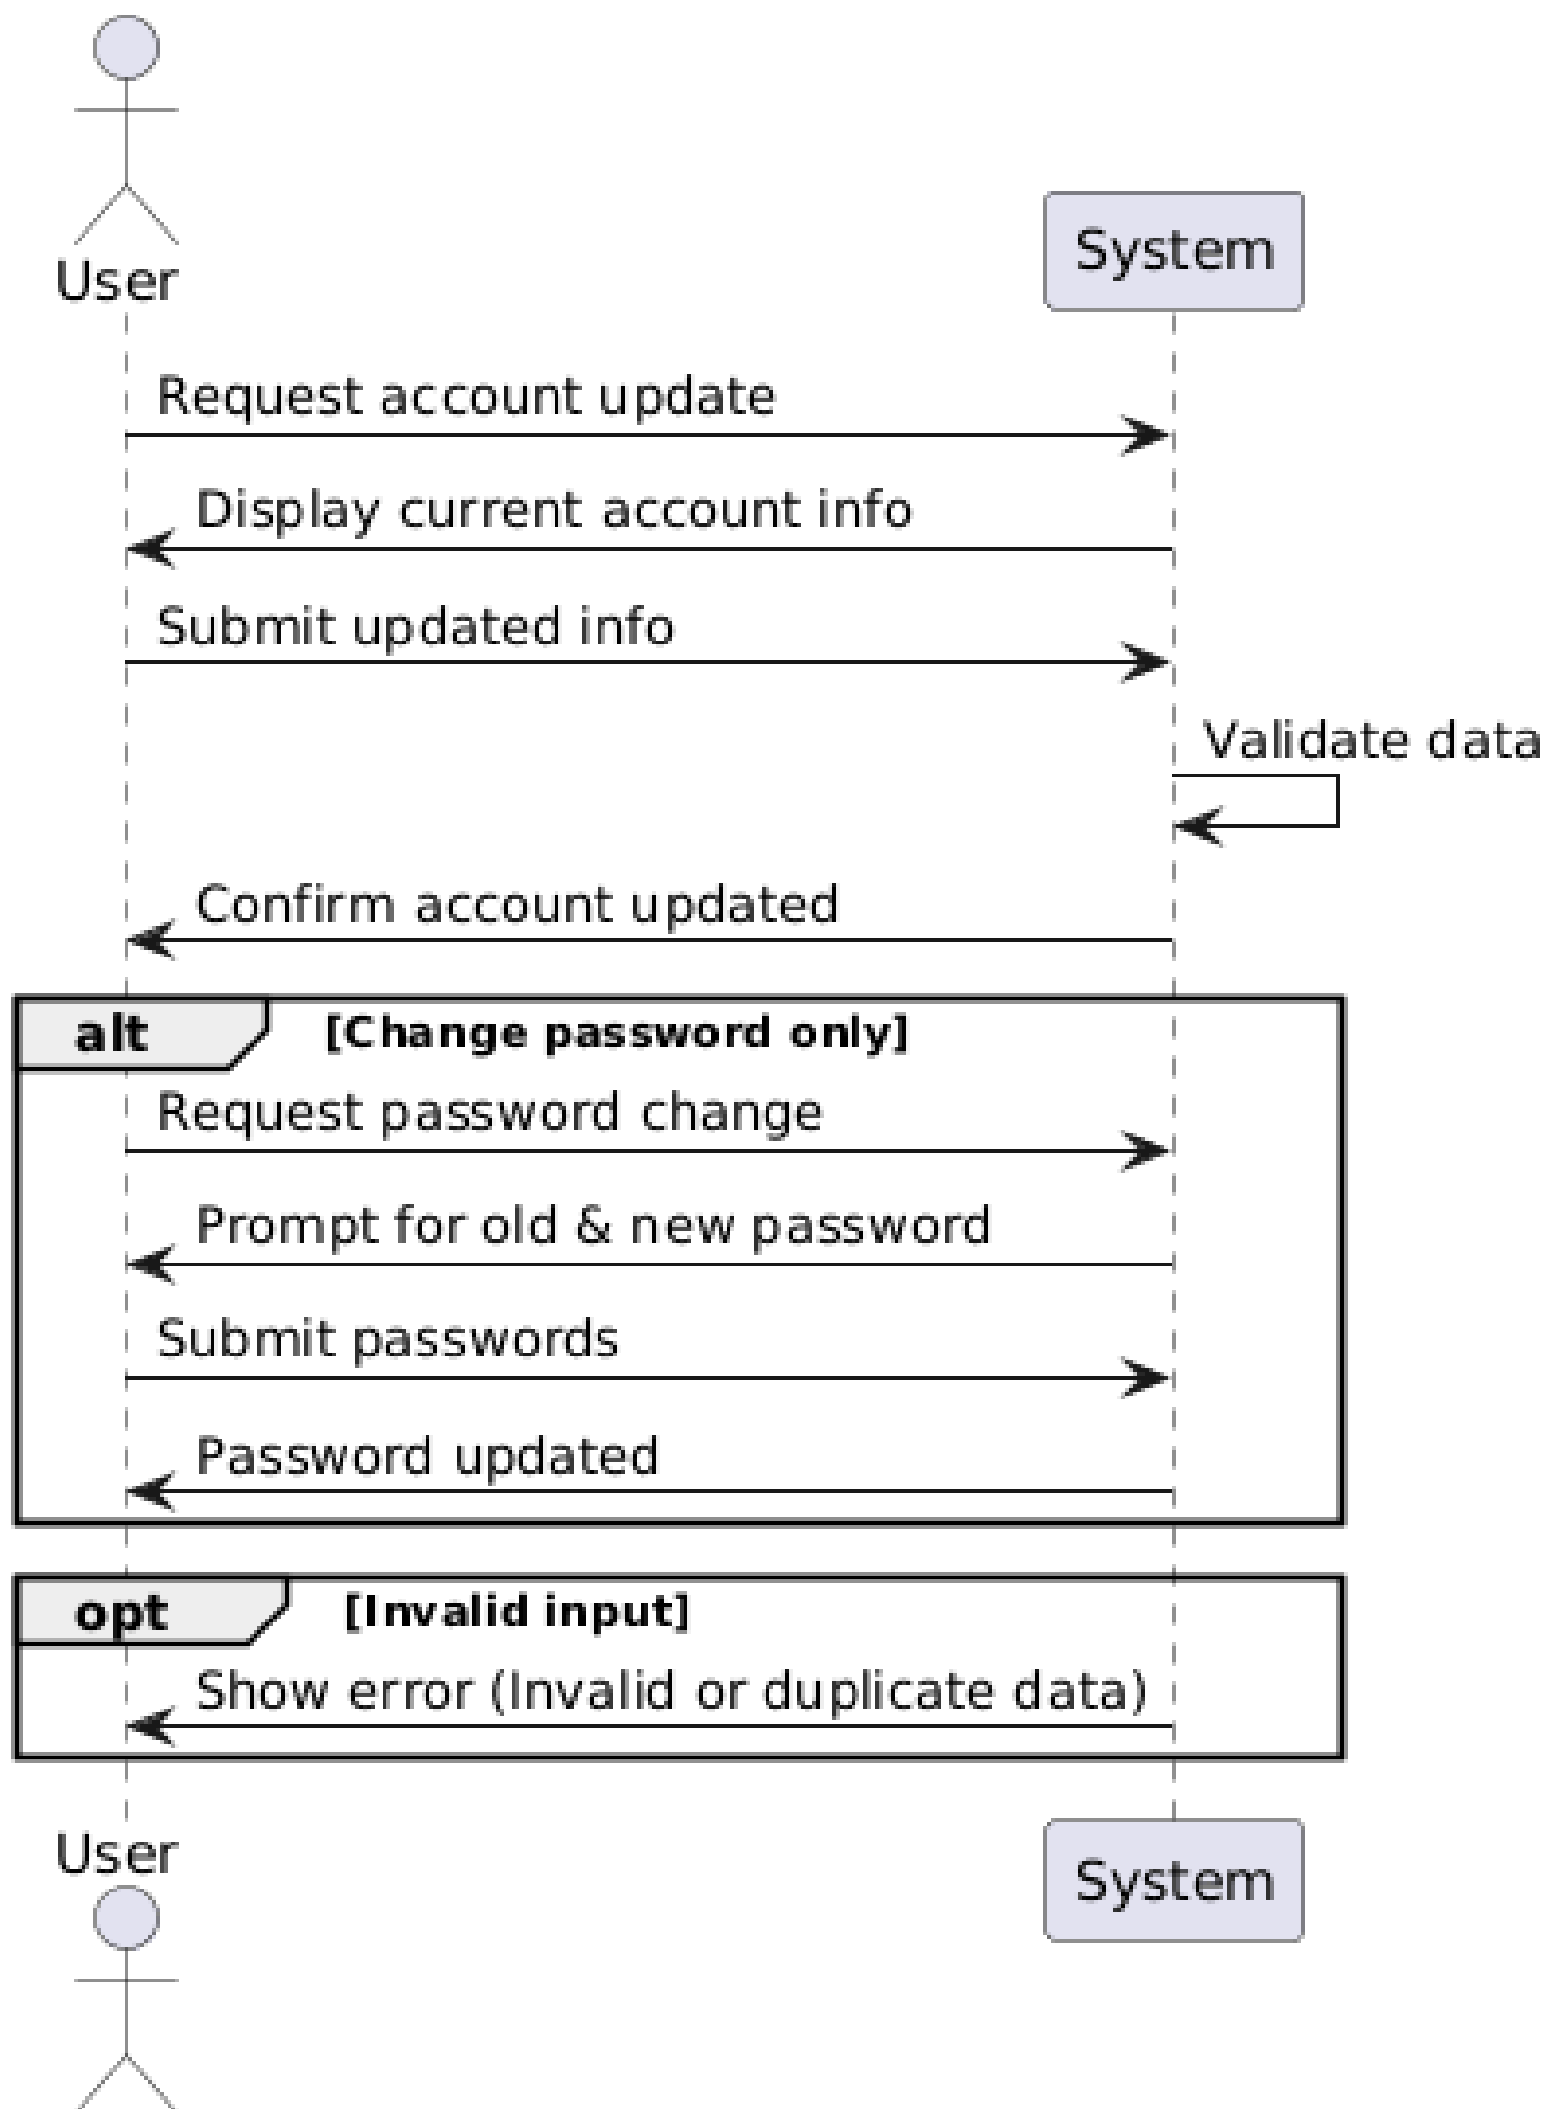 User
System
Request account update
Display current account info
Submit updated info
Validate data
Confirm account updated
alt [Change password only]
Request password change
Prompt for old & new password
Submit passwords
Password updated
opt [Invalid input]
Show error (Invalid or duplicate data)
User
System